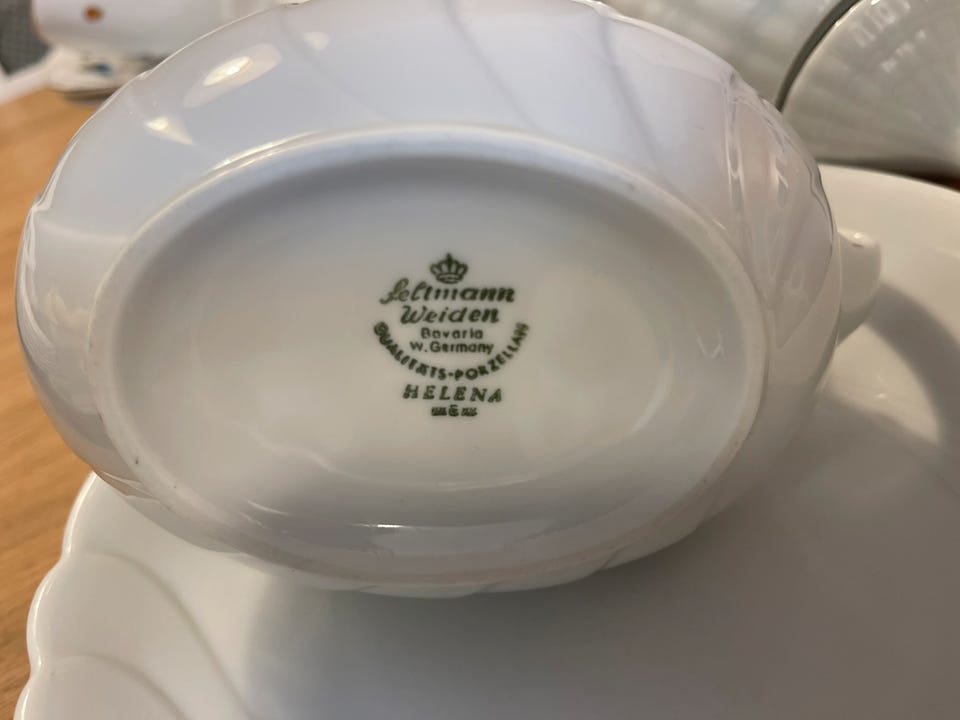 Seltmann
Weiden
Bavaria
W. Germany
QUALITÄTS-PORZELLAN
HELENA